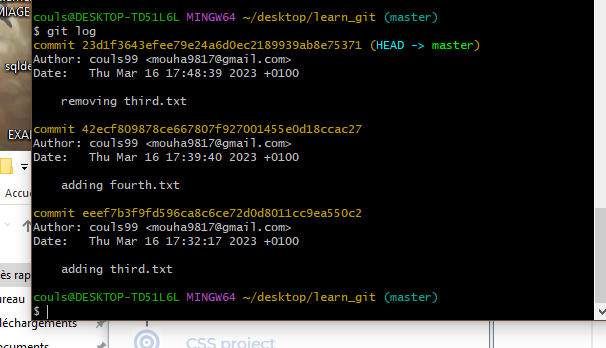 MIAGE
sqlde
EXA
Accu
ès rap
ureau
léchargements
couls@DESKTOP-TD51L6L MINGW64 ~/desktop/learn_git (master)
$ git log
commit 23d1f3643efee79e24a6d0ec2189939ab8e75371 (HEAD -> master)
Author: couls99 <mouha9817@gmail.com>
Date:   Thu Mar 16 17:48:39 2023 +0100
removing third.txt
commit 42ecf809878ce667807f927001455e0d18ccac27
Author: couls99 <mouha9817@gmail.com>
Date:   Thu Mar 16 17:39:40 2023 +0100
adding fourth.txt
commit eeef7b3f9fd596ca8c6ce72d0d8011cc9ea550c2
Author: couls99 <mouha9817@gmail.com>
Date:   Thu Mar 16 17:32:17 2023 +0100
adding third.txt
couls@DESKTOP-TD51L6L MINGW64 ~/desktop/learn_git (master)
$
CSS project